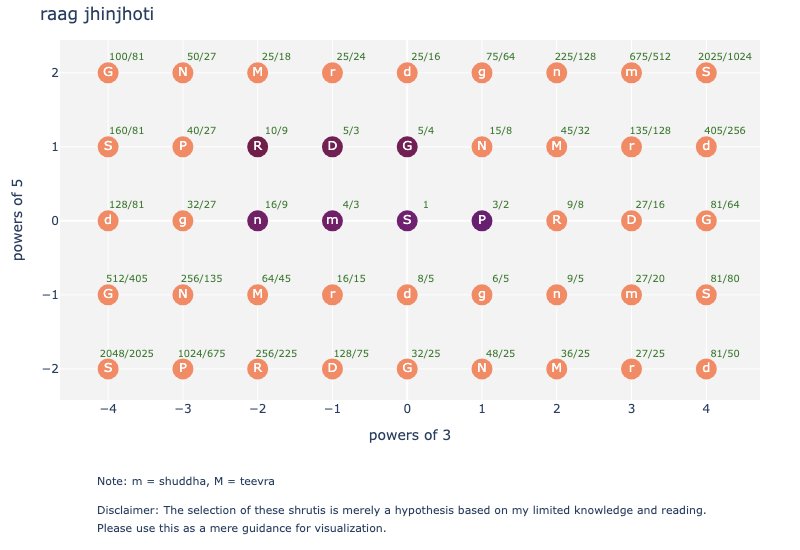 raag jhinjhoti
100/81 50/27 25/18 25/24 25/16 75/64 225/128 675/512 2025/1024
2 G N M r d g n m S
160/81 40/27 10/9 5/3 5/4 15/8 45/32 135/128 405/256
1 S P R D G N M r d
128/81 32/27 16/9 4/3 1 3/2 9/8 27/16 81/64
0 d g n m S P R D G
512/405 256/135 64/45 16/15 8/5 6/5 9/5 27/20 81/80
−1 G N M r d g n m S
2048/2025 1024/675 256/225 128/75 32/25 48/25 36/25 27/25 81/50
−2 S P R D G N M r d
−4 −3 −2 −1 0 1 2 3 4
powers of 5
powers of 3
Note: m = shuddha, M = teevra
Disclaimer: The selection of these shrutis is merely a hypothesis based on my limited knowledge and reading.
Please use this as a mere guidance for visualization.